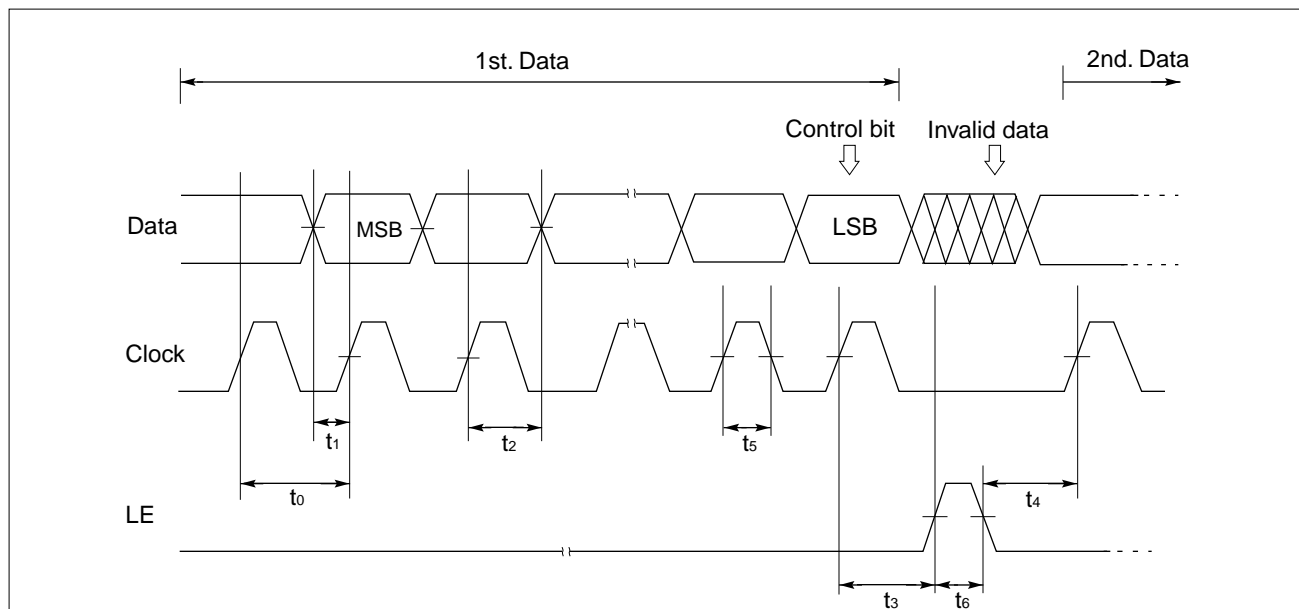 1st. Data
2nd. Data
Control bit
Invalid data
Data
MSB
LSB
Clock
t1
t2
t5
t0
t4
LE
t3
t6